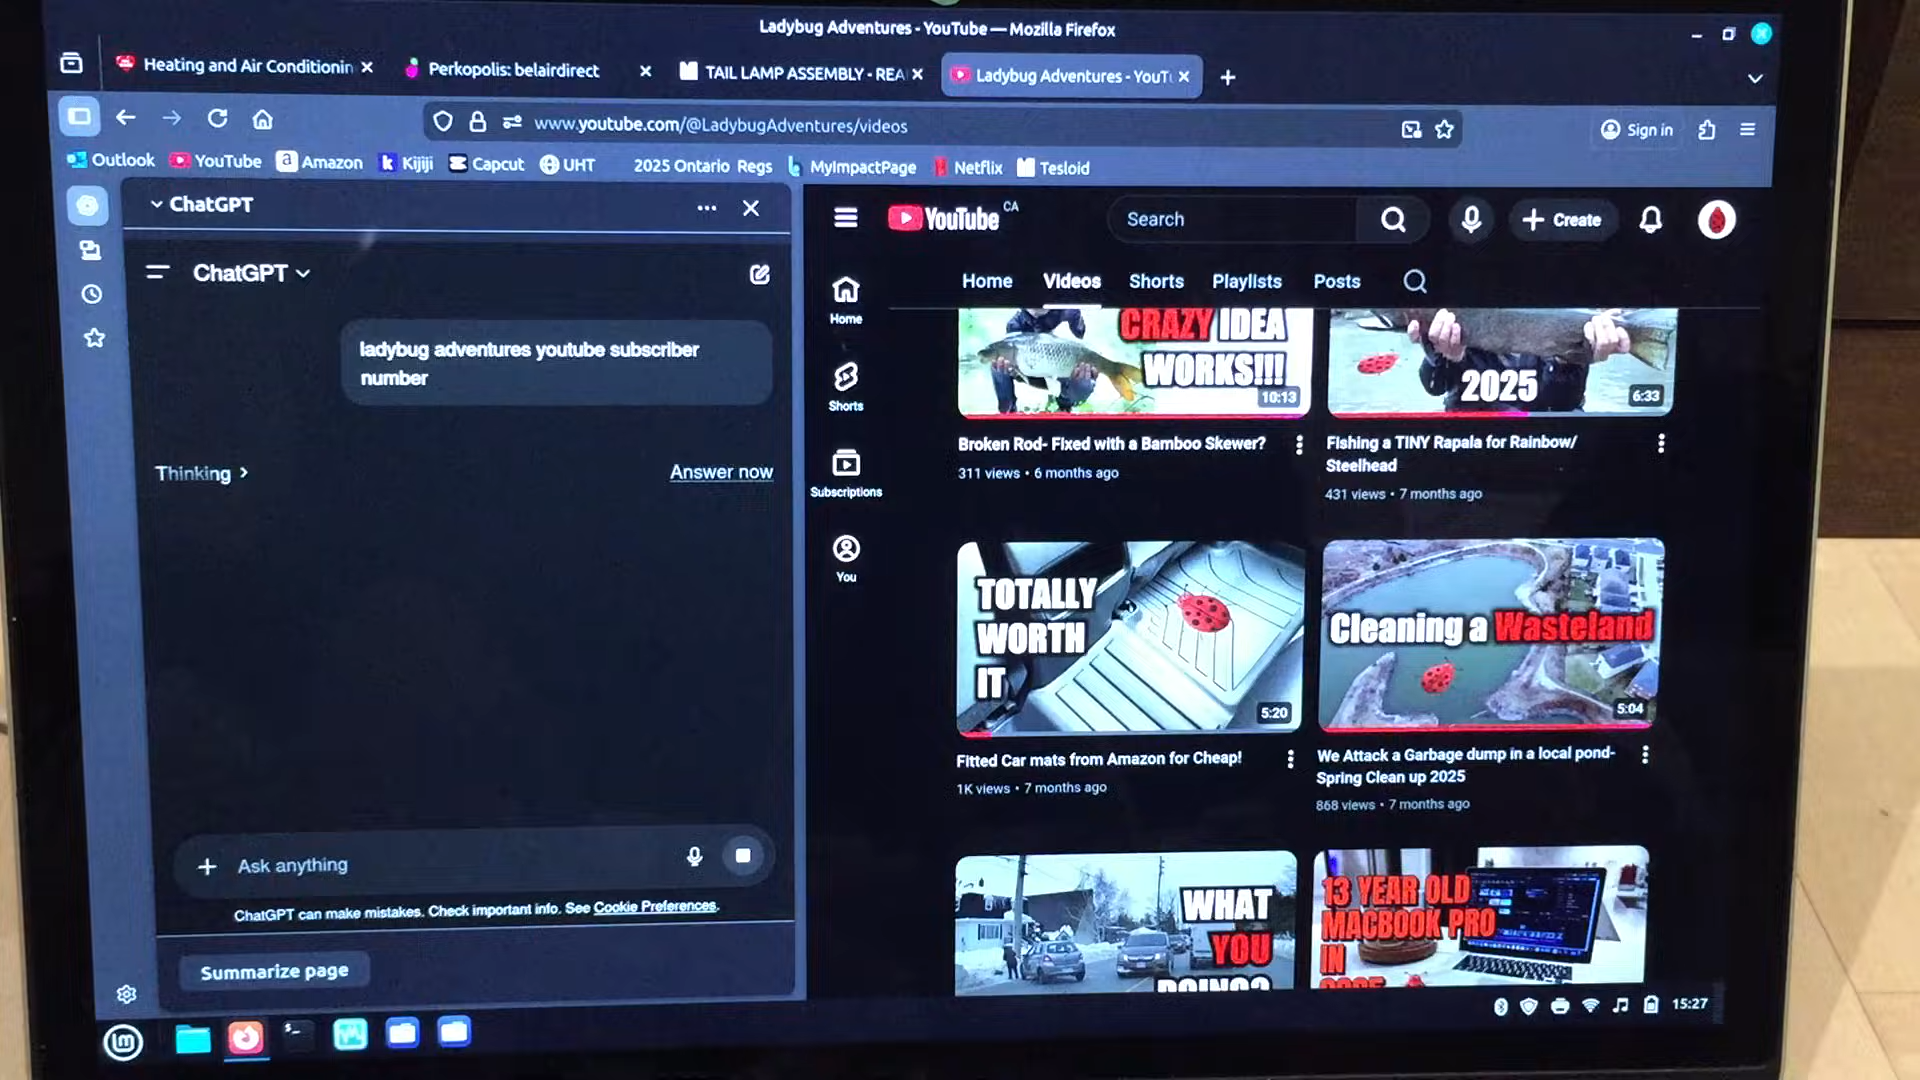 Ladybug Adventures - YouTube — Mozilla Firefox
Heating and Air Conditionin
Perkopolis: belairdirect
TAIL LAMP ASSEMBLY - REA
Ladybug Adventures - YouT
www.youtube.com/@LadybugAdventures/videos
Sign in
Outlook
YouTube
Amazon
Kijiji
Capcut
UHT
2025 Ontario Regs
MyImpactPage
Netflix
Tesloid
ChatGPT
ChatGPT
ladybug adventures youtube subscriber
number
Thinking
Answer now
Ask anything
ChatGPT can make mistakes. Check important info. See Cookie Preferences.
Summarize page
YouTube CA
Search
Create
Home
Videos
Shorts
Playlists
Posts
Home
Shorts
Subscriptions
You
CRAZY IDEA
WORKS!!!
10:13
Broken Rod- Fixed with a Bamboo Skewer?
311 views • 6 months ago
2025
6:33
Fishing a TINY Rapala for Rainbow/
Steelhead
431 views • 7 months ago
TOTALLY
WORTH
IT
5:20
Fitted Car mats from Amazon for Cheap!
1K views • 7 months ago
Cleaning a Wasteland
5:04
We Attack a Garbage dump in a local pond-
Spring Clean up 2025
868 views • 7 months ago
WHAT
YOU
DOING?
13 YEAR OLD
MACBOOK PRO
IN
15:27